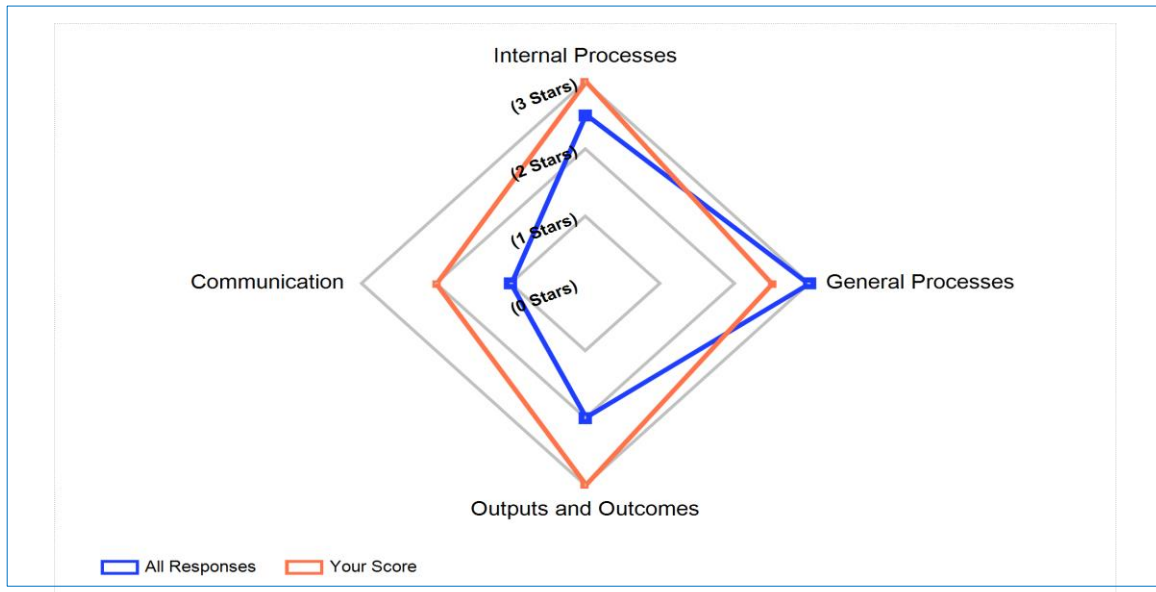 Internal Processes
(3 Stars)
(2 Stars)
(1 Stars)
(0 Stars)
Communication
General Processes
Outputs and Outcomes
All Responses
Your Score